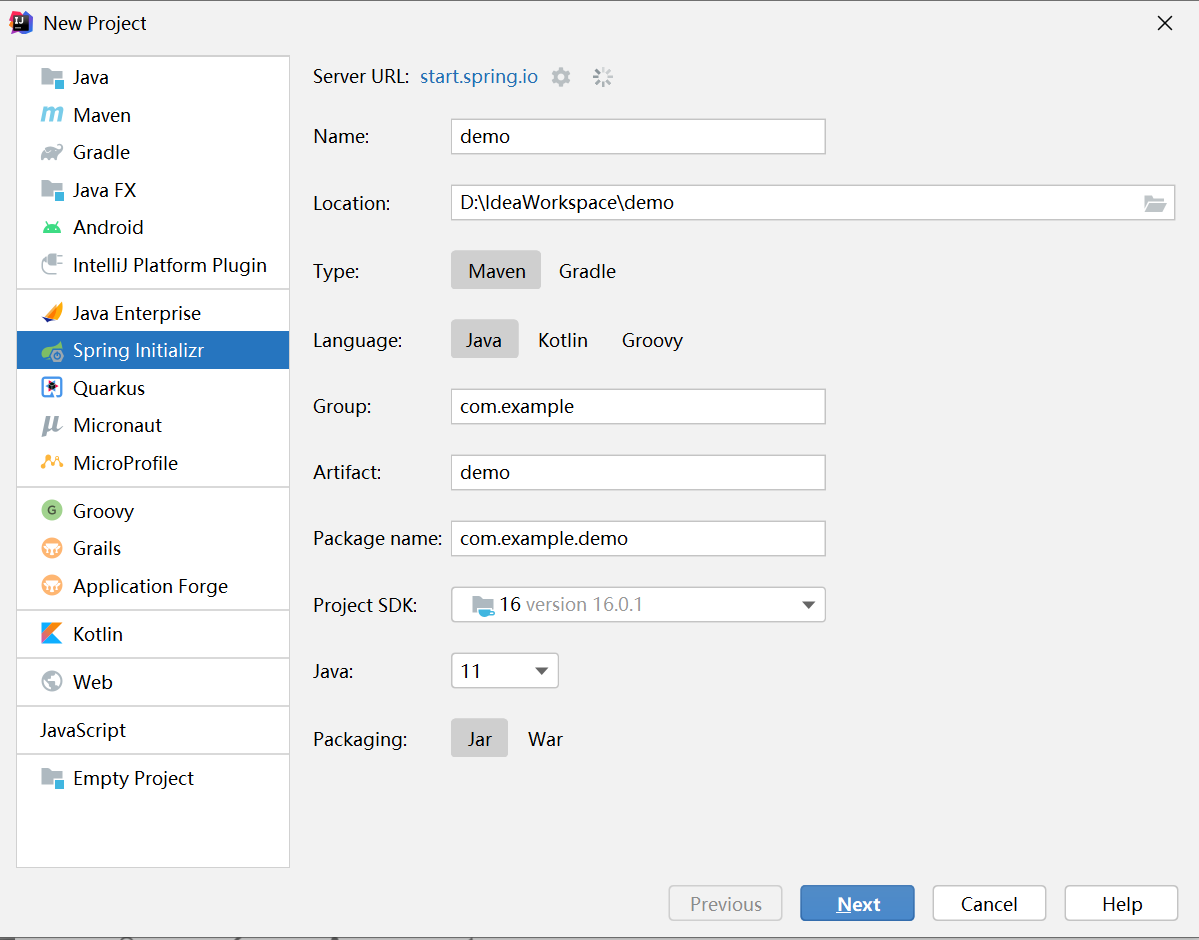 New Project
Java
Maven
Gradle
Java FX
Android
IntelliJ Platform Plugin
Java Enterprise
Spring Initializr
Quarkus
Micronaut
MicroProfile
Groovy
Grails
Application Forge
Kotlin
Web
JavaScript
Empty Project
Server URL: start.spring.io
Name: demo
Location: D:\IdeaWorkspace\demo
Type: Maven Gradle
Language: Java Kotlin Groovy
Group: com.example
Artifact: demo
Package name: com.example.demo
Project SDK: 16 version 16.0.1
Java: 11
Packaging: Jar War
Previous Next Cancel Help